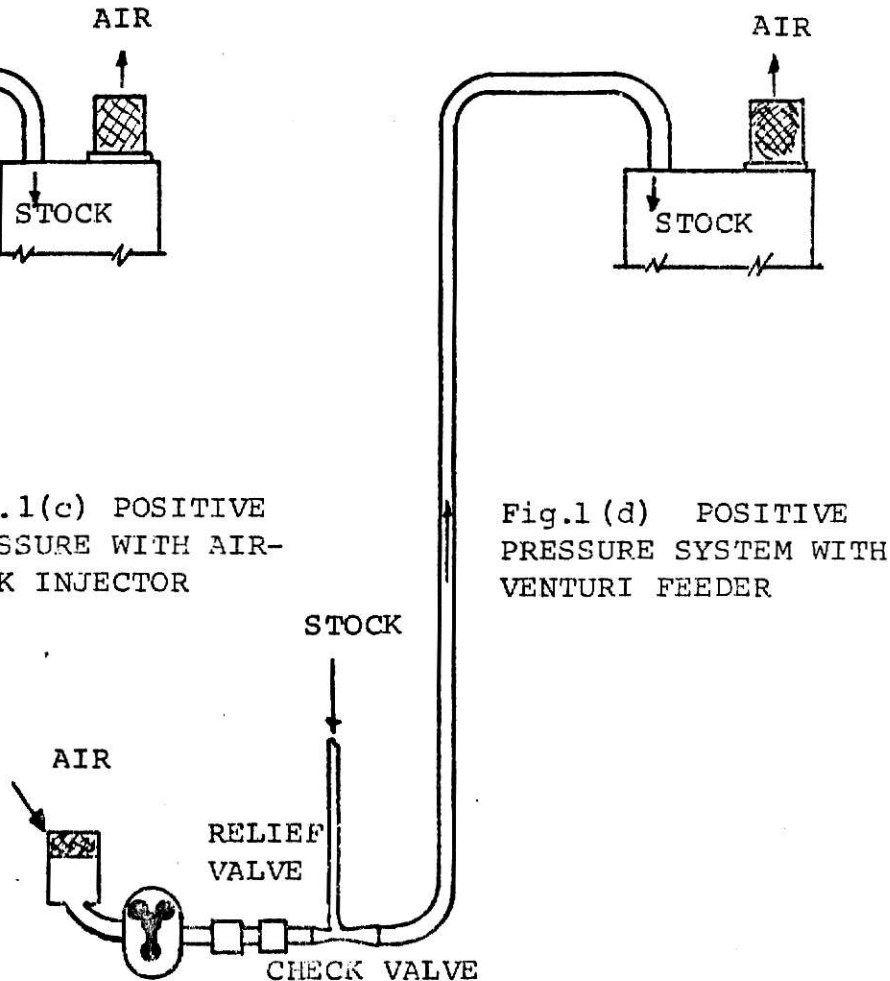 AIR
AIR
STOCK
STOCK
.1(c) POSITIVE
SSURE WITH AIR-
K INJECTOR
Fig.1(d) POSITIVE
PRESSURE SYSTEM WITH
VENTURI FEEDER
STOCK
AIR
RELIEF
VALVE
CHECK VALVE